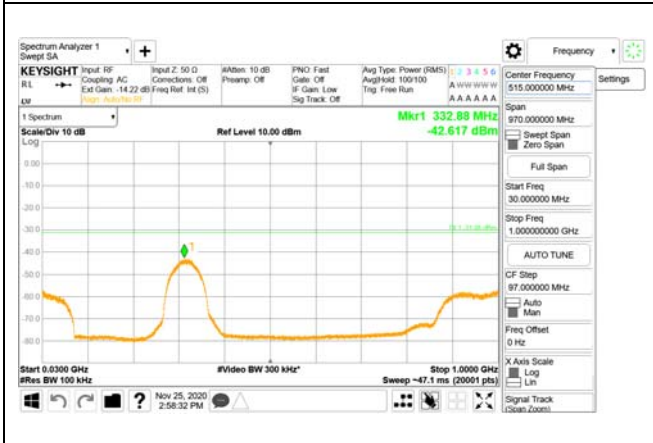 Spectrum Analyzer 1
Swept SA
+
Frequency
KEYSIGHT
Input: RF
Input Z: 50 Ω
#Atten: 10 dB
PNO: Fast
Avg Type: Power (RMS)
1 2 3 4 5 6
RL
Coupling: AC
Corrections: Off
Preamp: Off
Gate: Off
Avg|Hold: 100/100
A W W W W W
Ext Gain: -14.22 dB
Freq Ref: Int (S)
IF Gain: Low
Trig: Free Run
Align: Auto/No RF
Sig Track: Off
A A A A A A
1 Spectrum
Mkr1 332.88 MHz
Scale/Div 10 dB
Ref Level 10.00 dBm
-42.617 dBm
Log
0.00
-10.0
-20.0
-30.0
-40.0
-50.0
-60.0
-70.0
-80.0
1
Start 0.0300 GHz
#Video BW 300 kHz*
Stop 1.0000 GHz
#Res BW 100 kHz
Sweep ~47.1 ms (20001 pts)
?
Nov 25, 2020
2:58:32 PM
Center Frequency
515.000000 MHz
Settings
Span
970.000000 MHz
Swept Span
Zero Span
Full Span
Start Freq
30.000000 MHz
Stop Freq
1.000000000 GHz
AUTO TUNE
CF Step
97.000000 MHz
Auto
Man
Freq Offset
0 Hz
X Axis Scale
Log
Lin
Signal Track
(Span Zoom)